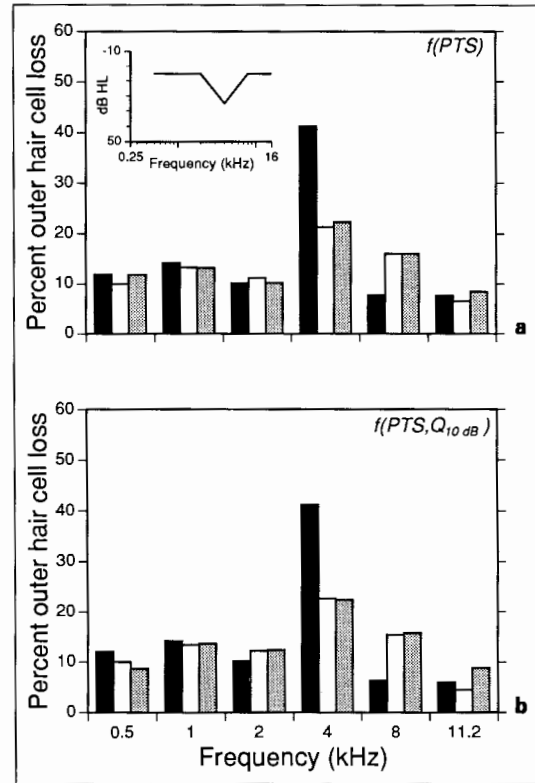 60
50
40
30
20
10
0
Percent outer hair cell loss
f(PTS)
-10
dB HL
50
0.25
Frequency (kHz)
16
a
60
50
40
30
20
10
0
Percent outer hair cell loss
f(PTS,Q10 dB)
b
0.5 1 2 4 8 11.2
Frequency (kHz)